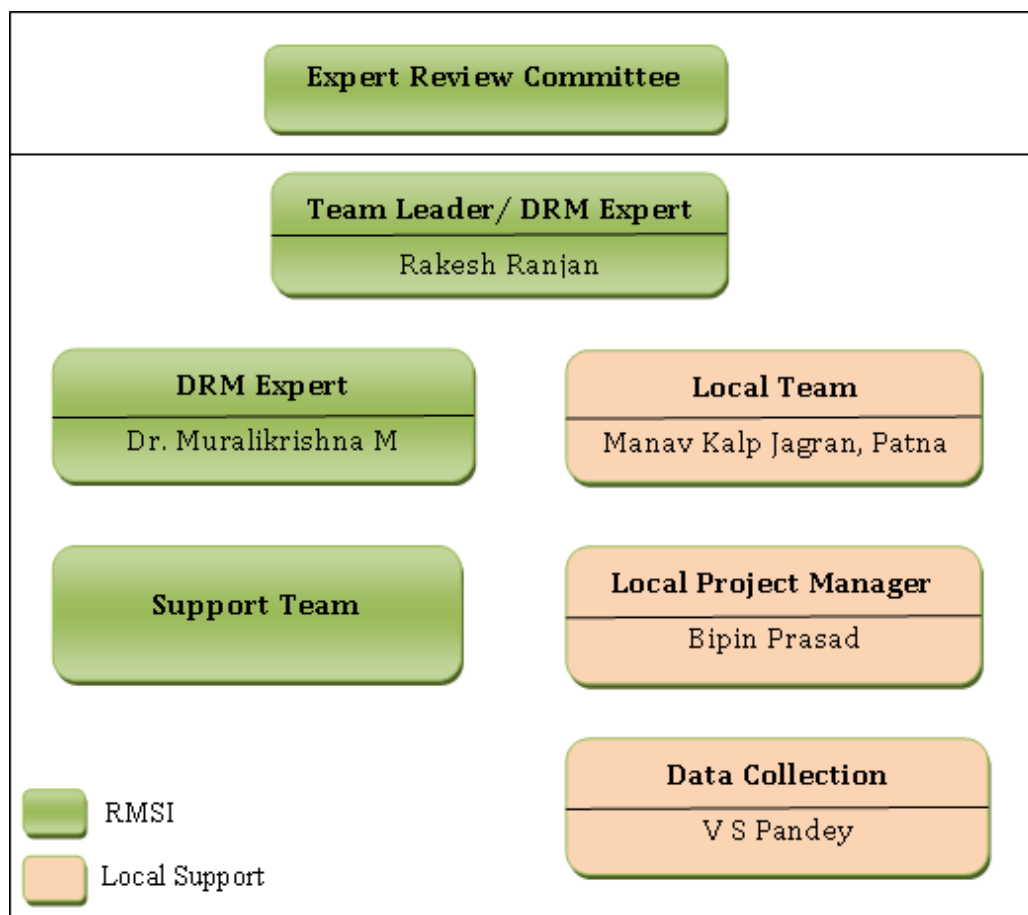 Expert Review Committee
Team Leader/ DRM Expert
Rakesh Ranjan
DRM Expert
Dr. Muralikrishna M
Local Team
Manav Kalp Jagran, Patna
Support Team
Local Project Manager
Bipin Prasad
Data Collection
V S Pandey
RMSI
Local Support